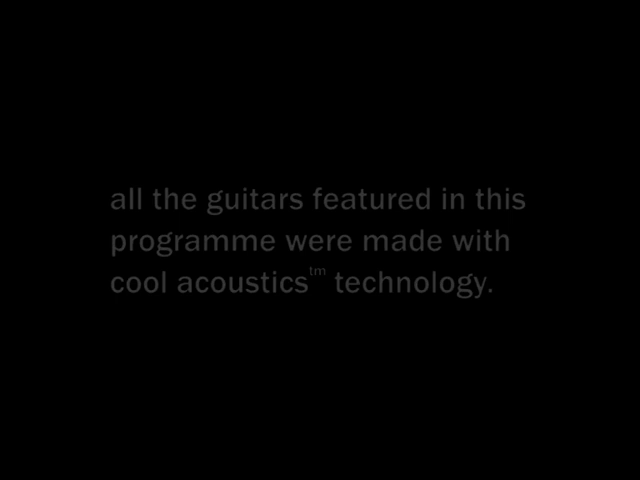 all the guitars featured in this
programme were made with
cool acoustics™ technology.